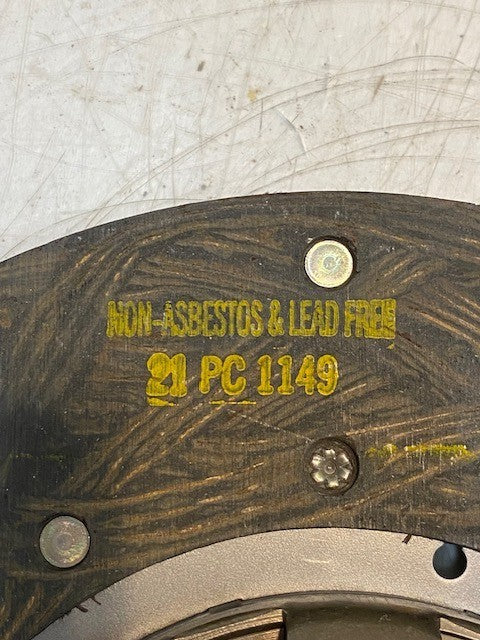 NON-ASBESTOS & LEAD FREE
21 PC 1149